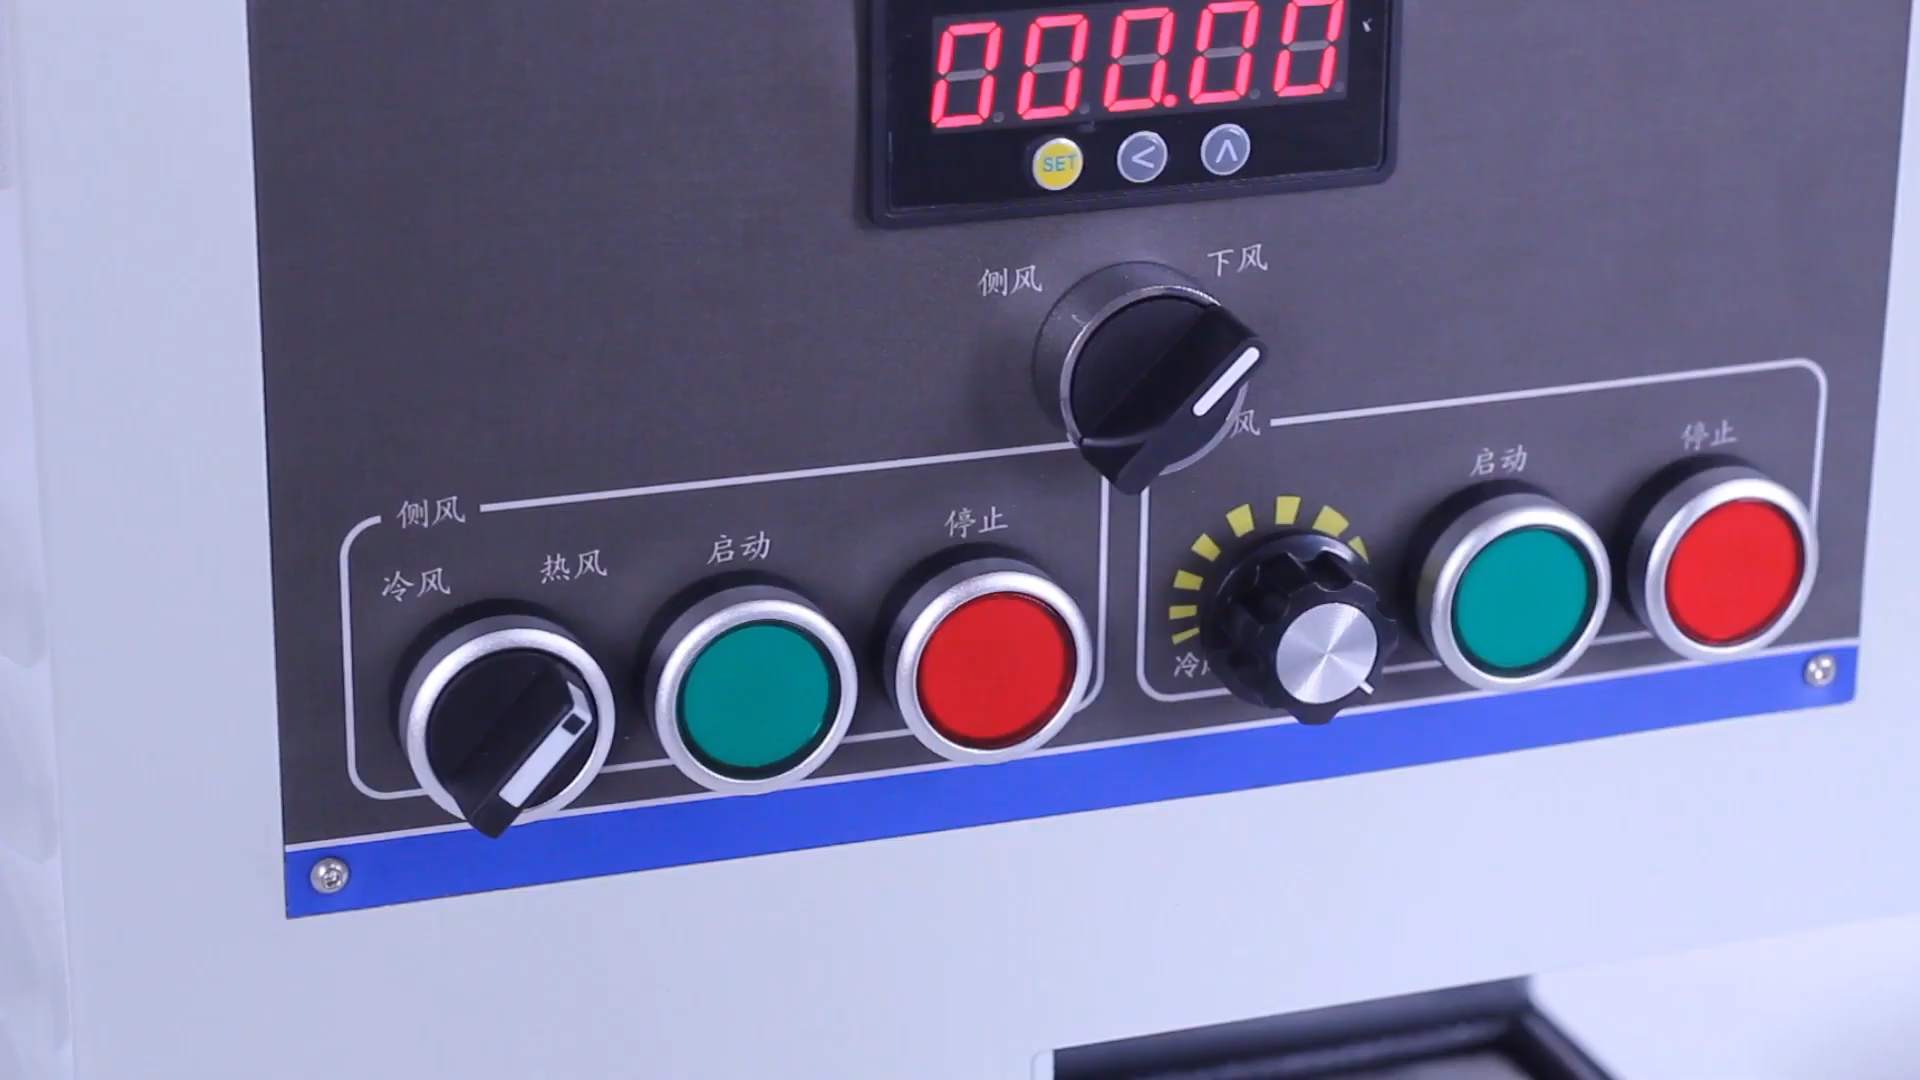 000.00
SET < ∧
侧风 下风
侧风
冷风 热风 启动 停止
风
启动 停止
冷